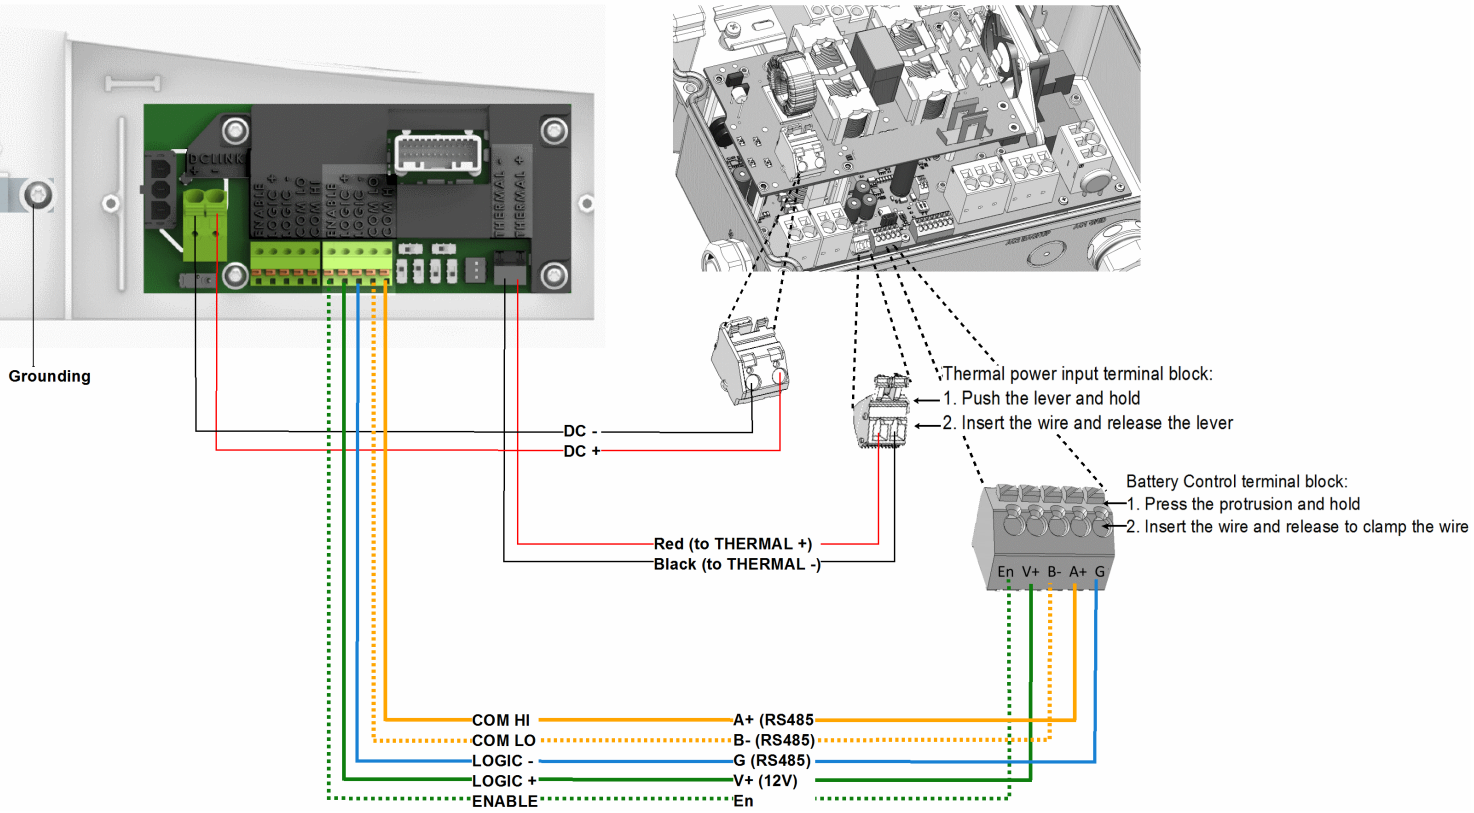 DCLINK
+ -
ENABLE
LOGIC +
LOGIC -
COM LO
COM HI
ENABLE
LOGIC +
LOGIC -
COM LO
COM HI
THERMAL -
THERMAL +
Grounding
DC -
DC +
Thermal power input terminal block:
1. Push the lever and hold
2. Insert the wire and release the lever
Battery Control terminal block:
1. Press the protrusion and hold
2. Insert the wire and release to clamp the wire
Red (to THERMAL +)
Black (to THERMAL -)
En V+ B- A+ G
COM HI A+ (RS485
COM LO B- (RS485)
LOGIC - G (RS485)
LOGIC + V+ (12V)
ENABLE En